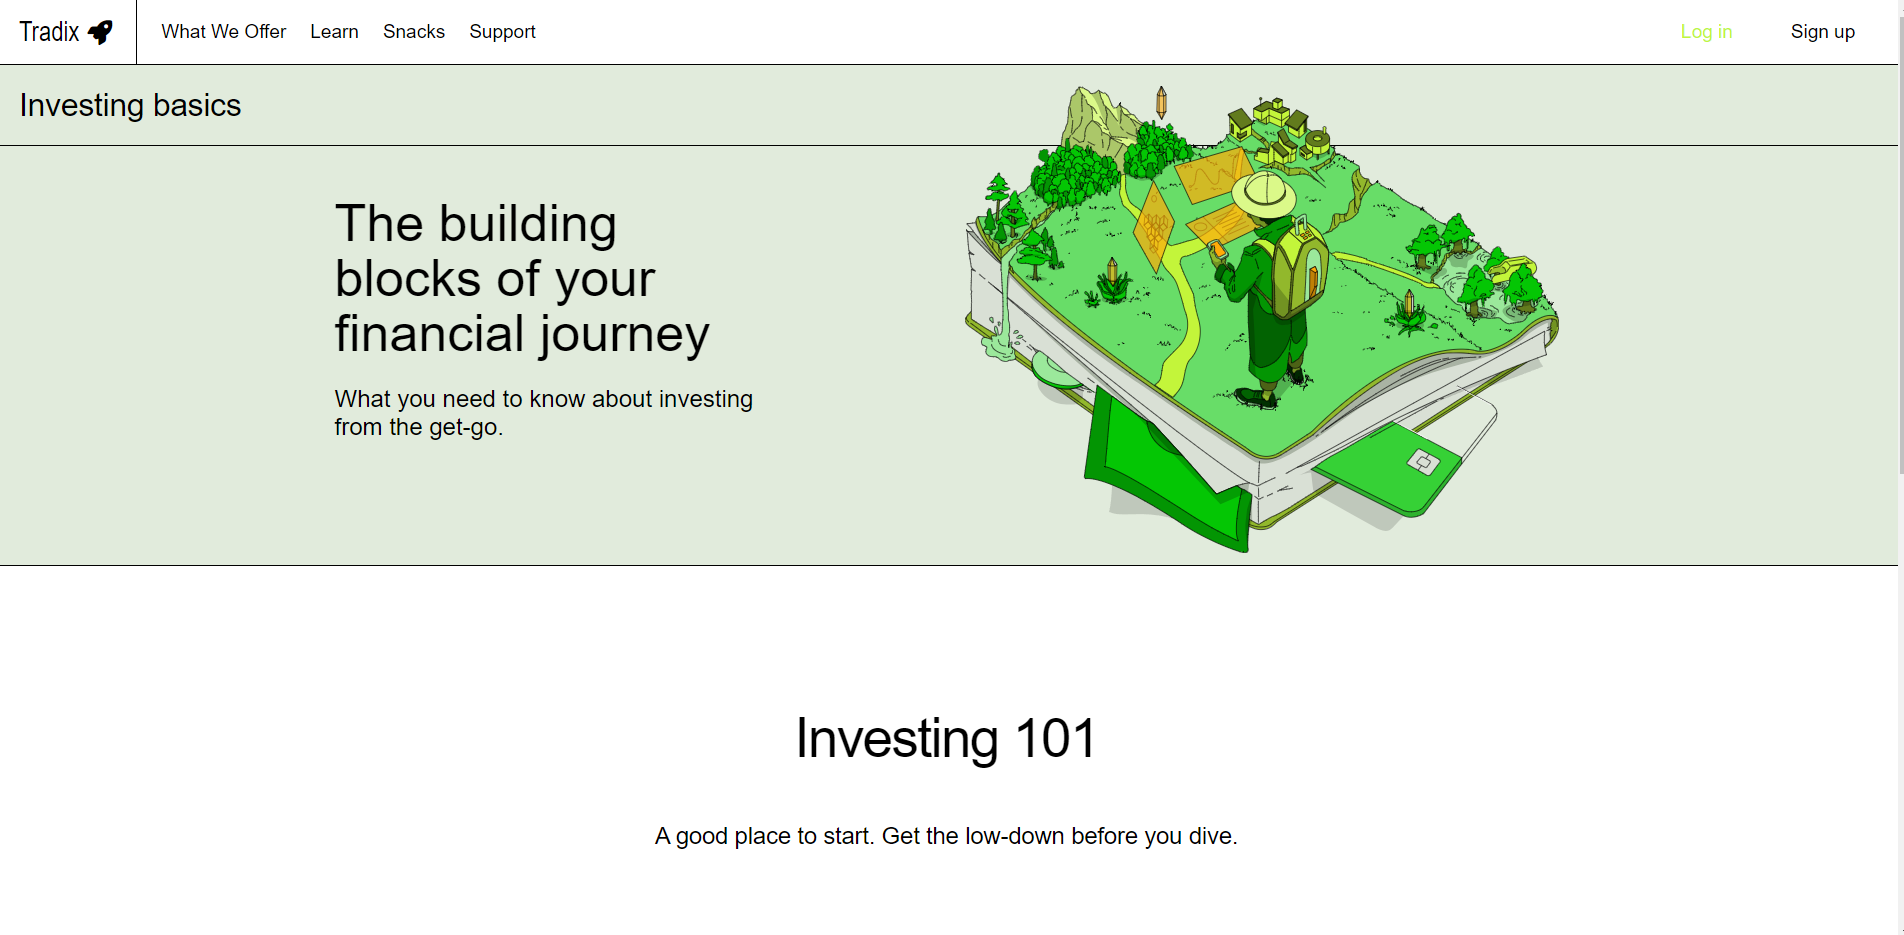 Tradix
What We Offer
Learn
Snacks
Support
Log in
Sign up
Investing basics
The building
blocks of your
financial journey
What you need to know about investing
from the get-go.
Investing 101
A good place to start. Get the low-down before you dive.